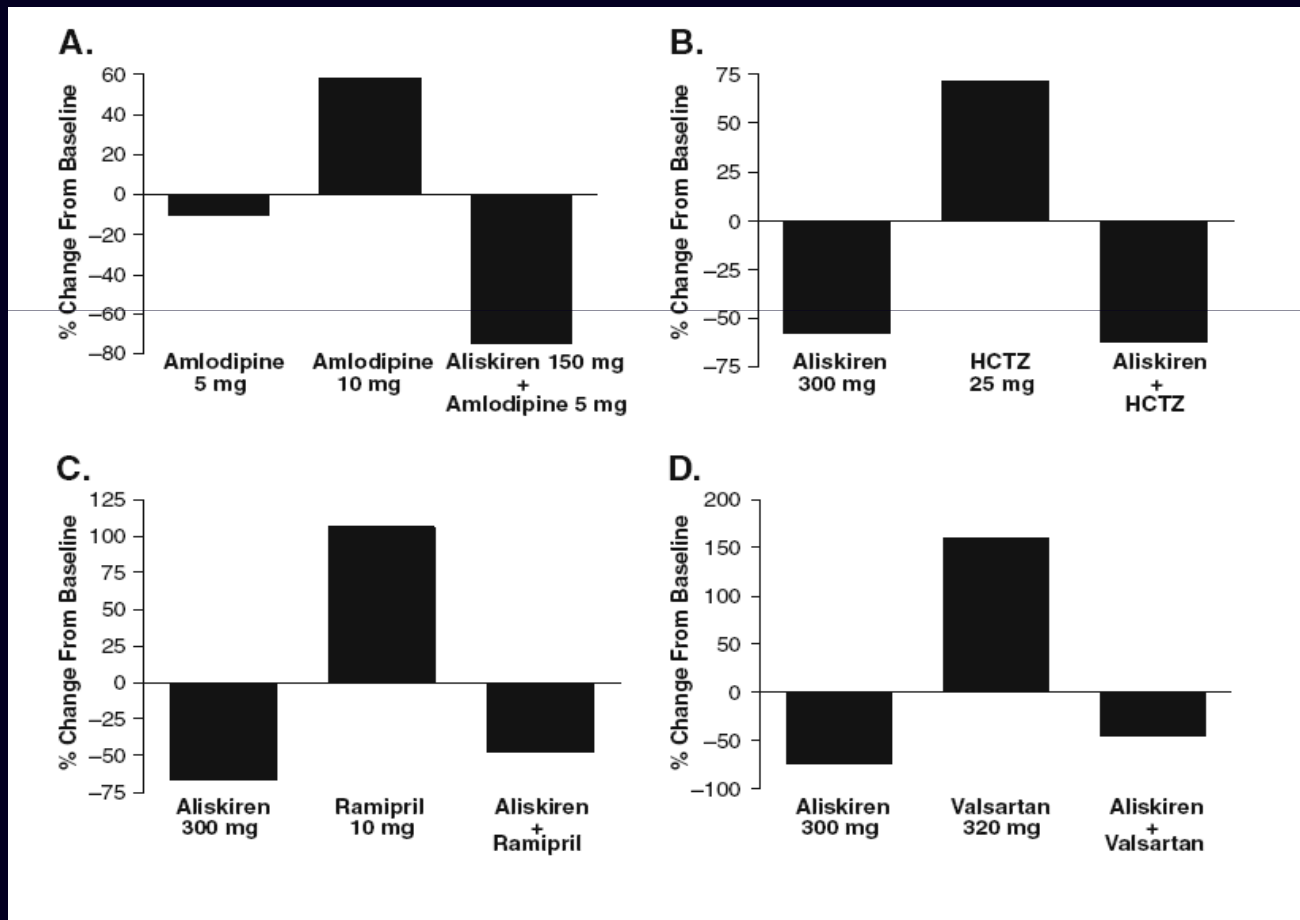 A.
% Change From Baseline
60
40
20
0
−20
−40
−60
−80
Amlodipine
5 mg
Amlodipine
10 mg
Aliskiren 150 mg
+
Amlodipine 5 mg
B.
% Change From Baseline
75
50
25
0
−25
−50
−75
Aliskiren
300 mg
HCTZ
25 mg
Aliskiren
+
HCTZ
C.
% Change From Baseline
125
100
75
50
25
0
−25
−50
−75
Aliskiren
300 mg
Ramipril
10 mg
Aliskiren
+
Ramipril
D.
% Change From Baseline
200
150
100
50
0
−50
−100
Aliskiren
300 mg
Valsartan
320 mg
Aliskiren
+
Valsartan